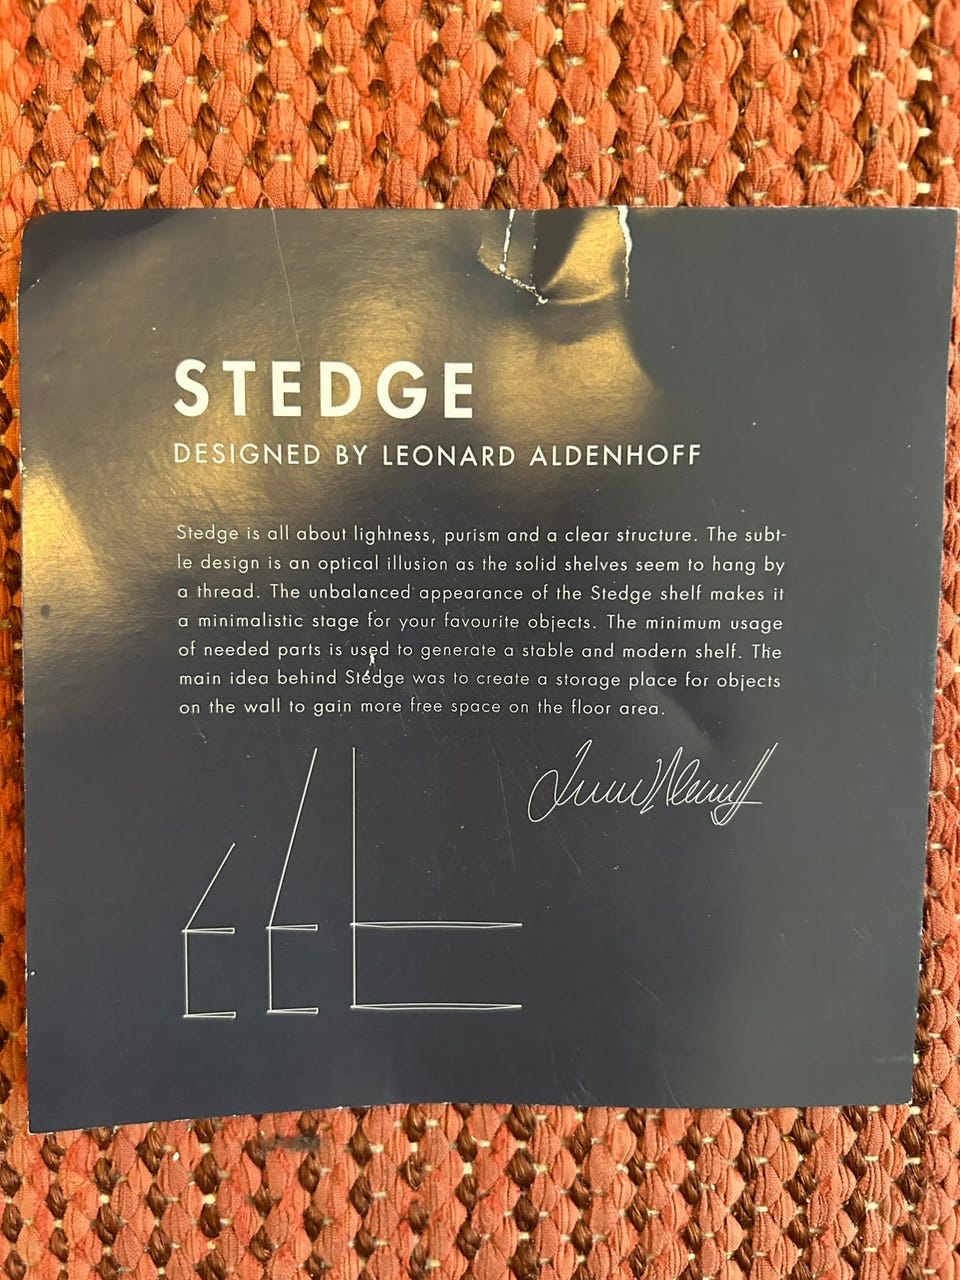 STEDGE
DESIGNED BY LEONARD ALDENHOFF
Stedge is all about lightness, purism and a clear structure. The subt-
le design is an optical illusion as the solid shelves seem to hang by
a thread. The unbalanced appearance of the Stedge shelf makes it
a minimalistic stage for your favourite objects. The minimum usage
of needed parts is used to generate a stable and modern shelf. The
main idea behind Stedge was to create a storage place for objects
on the wall to gain more free space on the floor area.